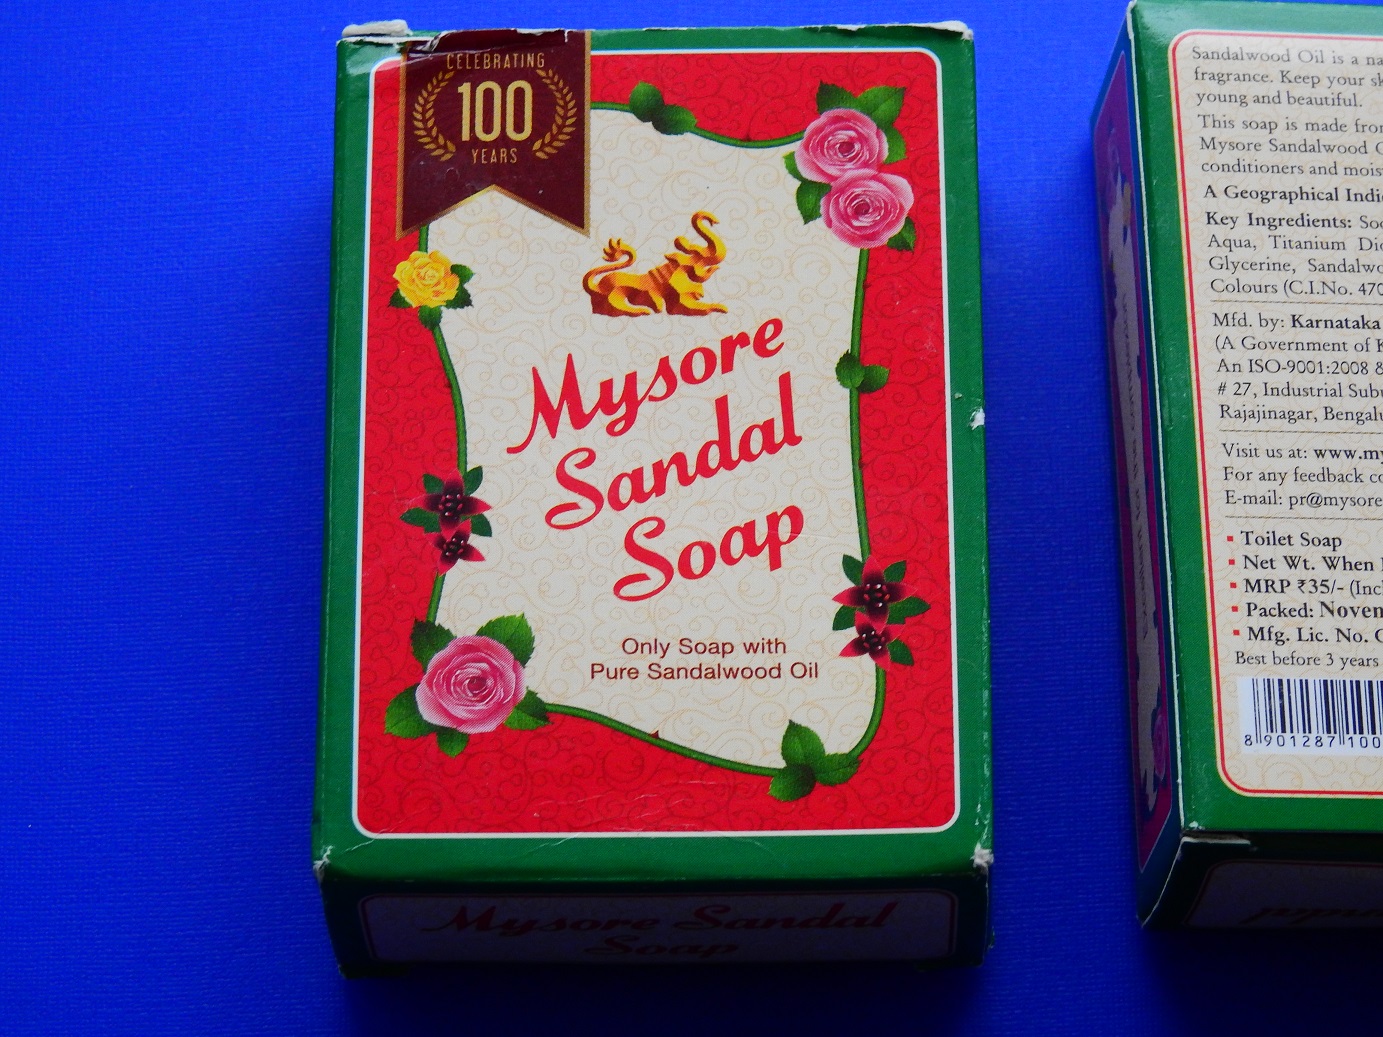 CELEBRATING
100
YEARS
Mysore
Sandal
Soap
Only Soap with
Pure Sandalwood Oil
Mysore Sandal
Soap
Sandalwood Oil is a
fragrance. Keep your
young and beautiful.
This soap is made
Mysore Sandalwood
conditioners and
A Geographical
Key Ingredients:
Aqua, Titanium
Glycerine,
Colours (C.I.No.
Mfd. by: Karnataka
(A Government of
An ISO-9001:2008
# 27, Industrial
Rajajinagar,
Visit us at:
For any feedback
E-mail:
Toilet Soap
Net Wt. When
MRP ₹35/-
Packed:
Mfg. Lic. No.
Best before 3 years
8 901287 100